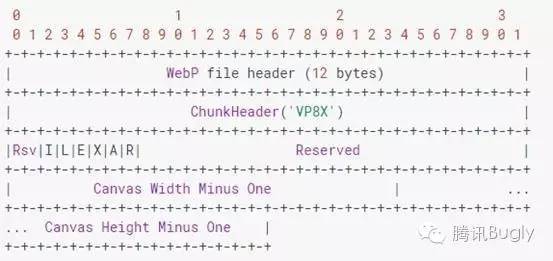 0                   1                   2                   3
0 1 2 3 4 5 6 7 8 9 0 1 2 3 4 5 6 7 8 9 0 1 2 3 4 5 6 7 8 9 0 1
+-+-+-+-+-+-+-+-+-+-+-+-+-+-+-+-+-+-+-+-+-+-+-+-+-+-+-+-+-+-+-+-+
|                   WebP file header (12 bytes)                 |
+-+-+-+-+-+-+-+-+-+-+-+-+-+-+-+-+-+-+-+-+-+-+-+-+-+-+-+-+-+-+-+-+
|                      ChunkHeader('VP8X')                      |
+-+-+-+-+-+-+-+-+-+-+-+-+-+-+-+-+-+-+-+-+-+-+-+-+-+-+-+-+-+-+-+-+
|Rsv|I|L|E|X|A|R|                   Reserved                    |
+-+-+-+-+-+-+-+-+-+-+-+-+-+-+-+-+-+-+-+-+-+-+-+-+-+-+-+-+-+-+-+-+
|          Canvas Width Minus One               |             ...
+-+-+-+-+-+-+-+-+-+-+-+-+-+-+-+-+-+-+-+-+-+-+-+-+-+-+-+-+-+-+-+-+
...  Canvas Height Minus One    |
+-+-+-+-+-+-+-+-+-+-+-+-+-+-+-+-+
腾讯Bugly